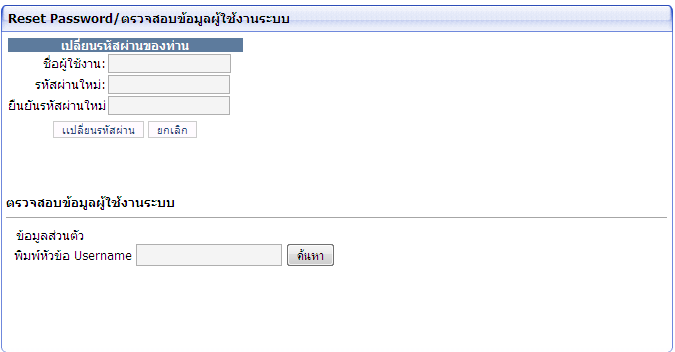 Reset Password/ตรวจสอบข้อมูลผู้ใช้งานระบบ
เปลี่ยนรหัสผ่านของท่าน
ชื่อผู้ใช้งาน:
รหัสผ่านใหม่:
ยืนยันรหัสผ่านใหม่
เเปลี่ยนรหัสผ่าน ยกเลิก
ตรวจสอบข้อมูลผู้ใช้งานระบบ
ข้อมูลส่วนตัว
พิมพ์หัวข้อ Username ค้นหา